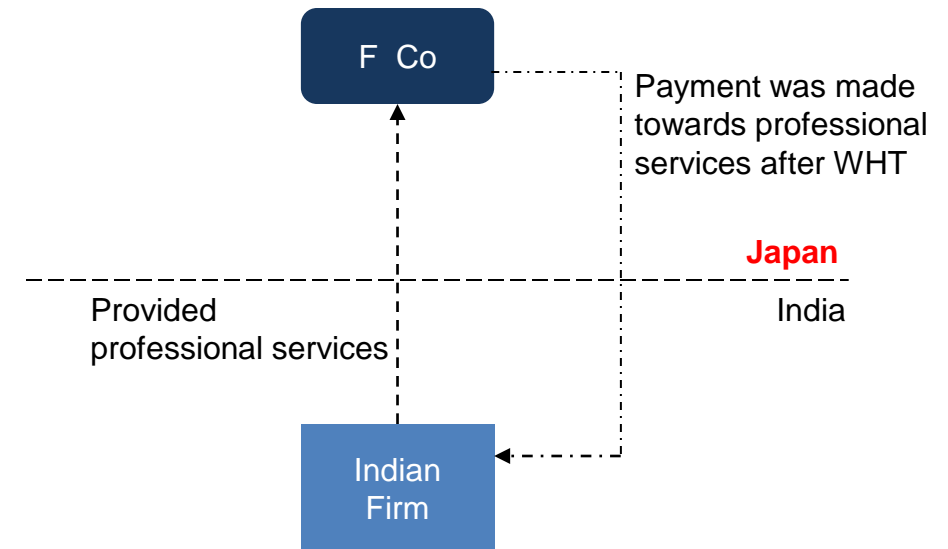 F Co
Payment was made
towards professional
services after WHT
Japan
India
Provided
professional services
Indian
Firm